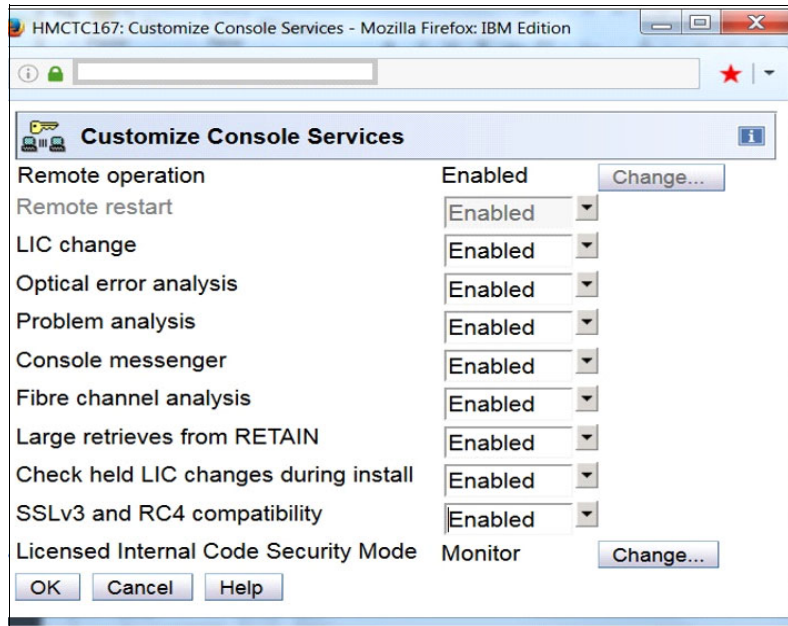 HMCTC167: Customize Console Services - Mozilla Firefox: IBM Edition
Customize Console Services
Remote operation Enabled Change...
Remote restart Enabled
LIC change Enabled
Optical error analysis Enabled
Problem analysis Enabled
Console messenger Enabled
Fibre channel analysis Enabled
Large retrieves from RETAIN Enabled
Check held LIC changes during install Enabled
SSLv3 and RC4 compatibility Enabled
Licensed Internal Code Security Mode Monitor Change...
OK Cancel Help